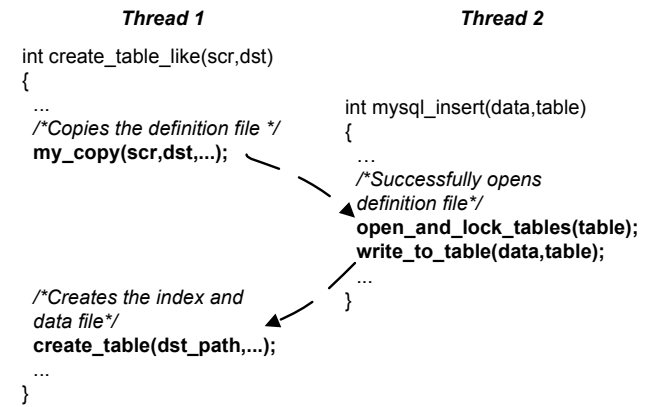 Thread 1
int create_table_like(scr,dst)
{
...
/*Copies the definition file */
my_copy(scr,dst,...);
/*Creates the index and
data file*/
create_table(dst_path,...);
...
}
Thread 2
int mysql_insert(data,table)
{
...
/*Successfully opens
definition file*/
open_and_lock_tables(table);
write_to_table(data,table);
...
}